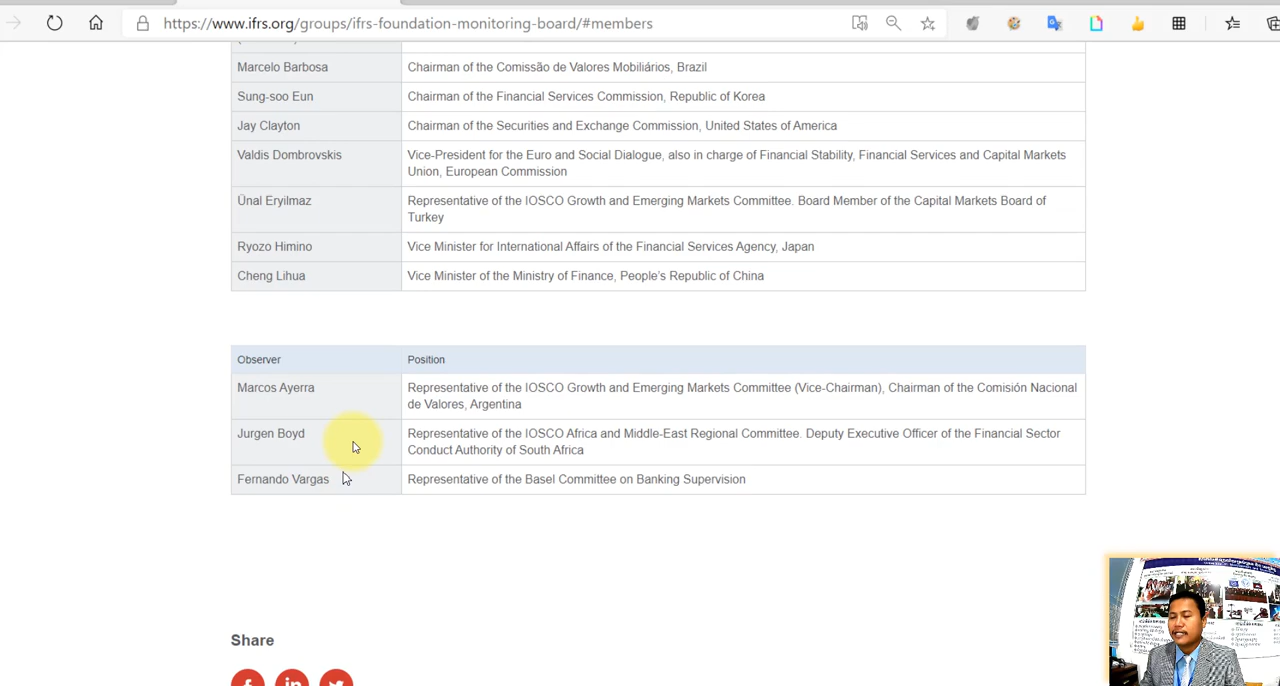 https://www.ifrs.org/groups/ifrs-foundation-monitoring-board/#members
Marcelo Barbosa Chairman of the Comissão de Valores Mobiliários, Brazil
Sung-soo Eun Chairman of the Financial Services Commission, Republic of Korea
Jay Clayton Chairman of the Securities and Exchange Commission, United States of America
Valdis Dombrovskis Vice-President for the Euro and Social Dialogue, also in charge of Financial Stability, Financial Services and Capital Markets
Union, European Commission
Ünal Eryilmaz Representative of the IOSCO Growth and Emerging Markets Committee. Board Member of the Capital Markets Board of
Turkey
Ryozo Himino Vice Minister for International Affairs of the Financial Services Agency, Japan
Cheng Lihua Vice Minister of the Ministry of Finance, People's Republic of China
Observer Position
Marcos Ayerra Representative of the IOSCO Growth and Emerging Markets Committee (Vice-Chairman), Chairman of the Comisión Nacional
de Valores, Argentina
Jurgen Boyd Representative of the IOSCO Africa and Middle-East Regional Committee. Deputy Executive Officer of the Financial Sector
Conduct Authority of South Africa
Fernando Vargas Representative of the Basel Committee on Banking Supervision
Share